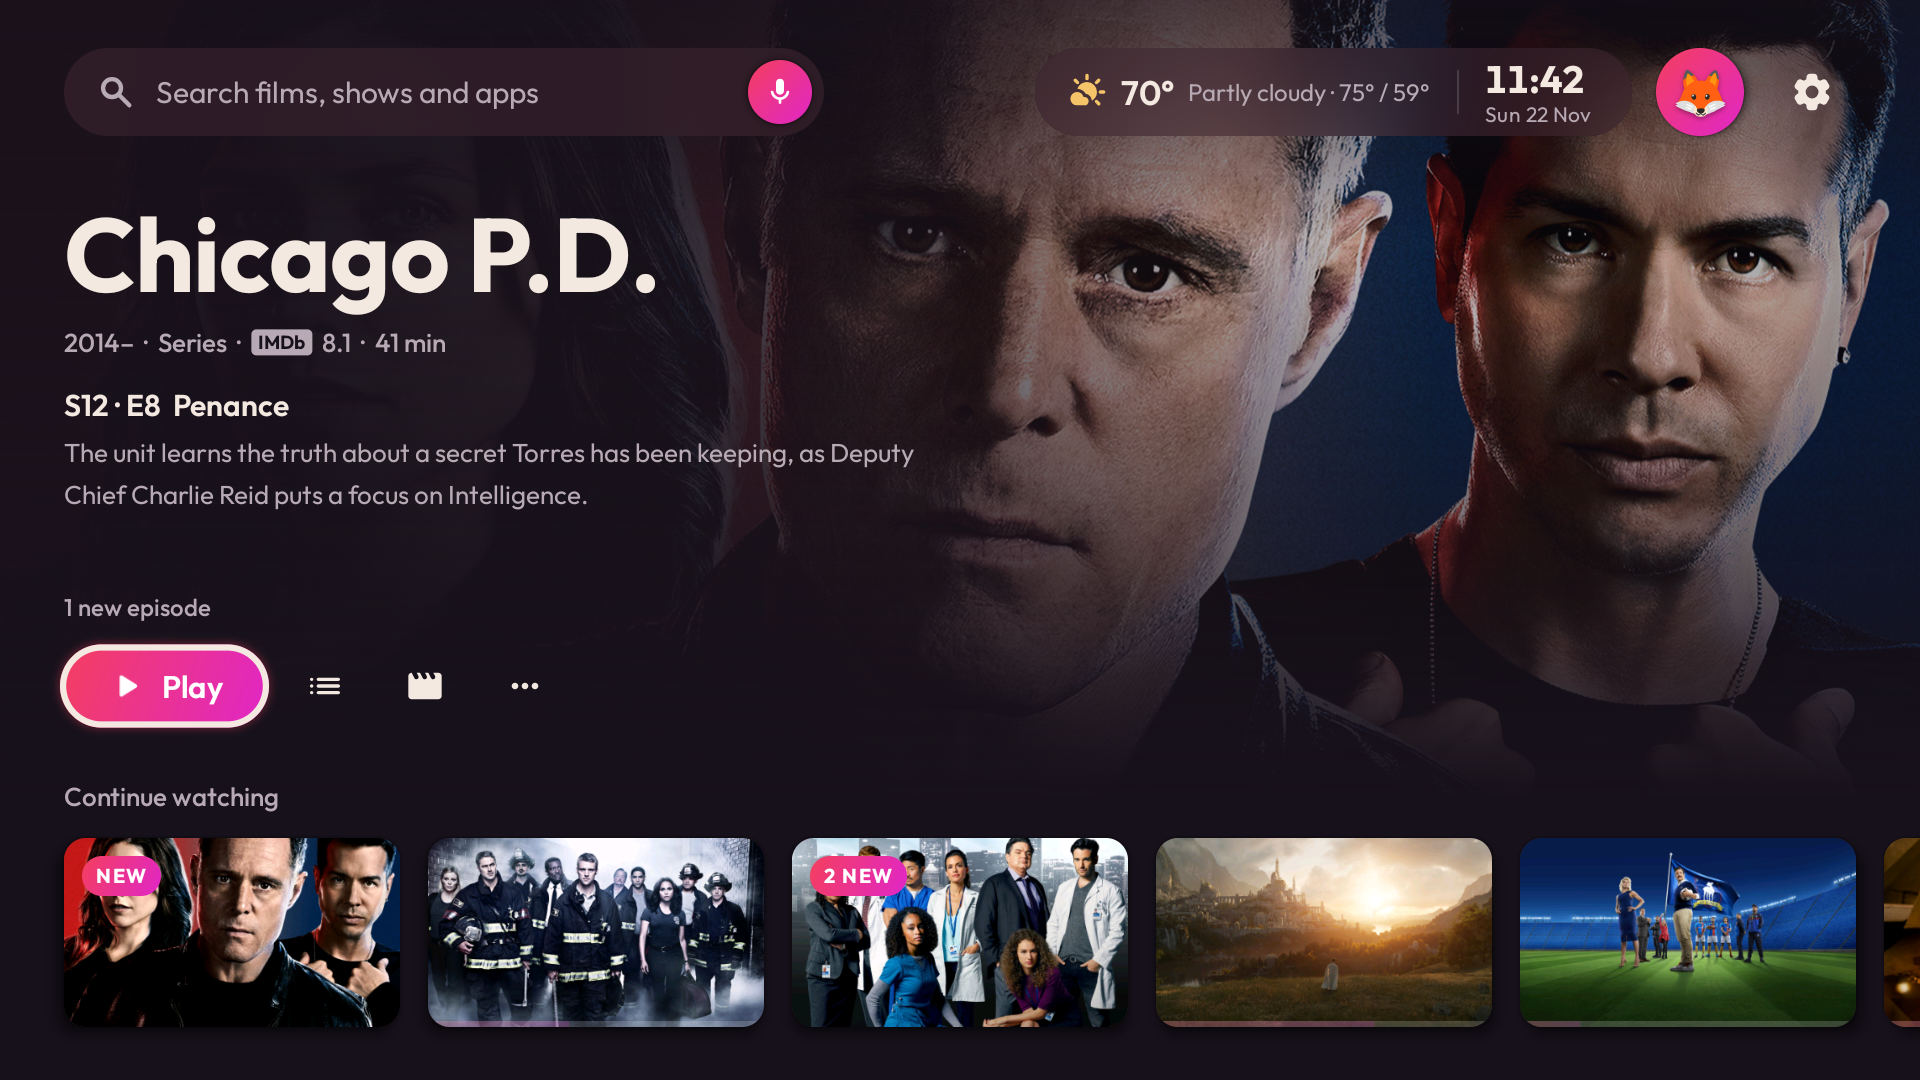 Search films, shows and apps
70° Partly cloudy · 75° / 59°
11:42
Sun 22 Nov
Chicago P.D.
2014– · Series · IMDb 8.1 · 41 min
S12 · E8 Penance
The unit learns the truth about a secret Torres has been keeping, as Deputy
Chief Charlie Reid puts a focus on Intelligence.
1 new episode
Play
Continue watching
NEW
2 NEW